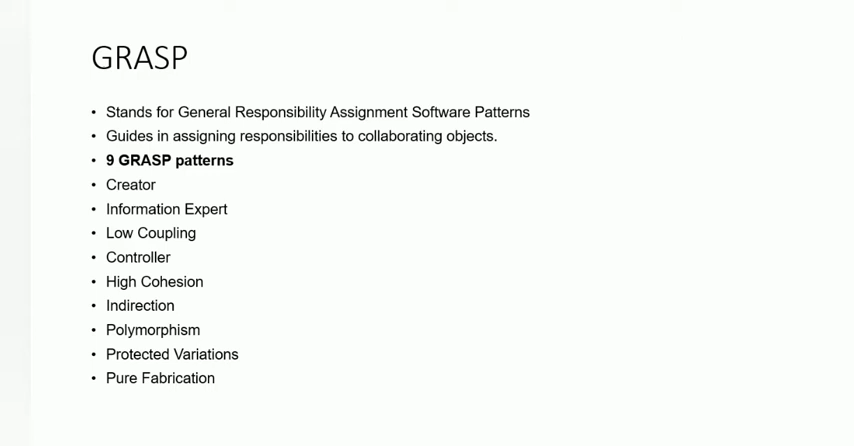 GRASP
• Stands for General Responsibility Assignment Software Patterns
• Guides in assigning responsibilities to collaborating objects.
• 9 GRASP patterns
• Creator
• Information Expert
• Low Coupling
• Controller
• High Cohesion
• Indirection
• Polymorphism
• Protected Variations
• Pure Fabrication